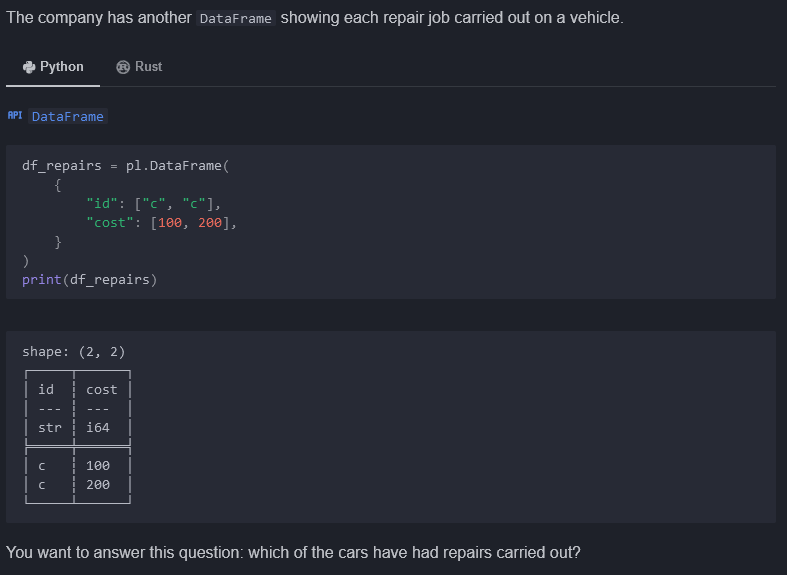 The company has another DataFrame showing each repair job carried out on a vehicle.
Python Rust
API DataFrame
df_repairs = pl.DataFrame(
    {
        "id": ["c", "c"],
        "cost": [100, 200],
    }
)
print(df_repairs)
shape: (2, 2)
┌─────┬──────┐
│ id  ┆ cost │
│ --- ┆ ---  │
│ str ┆ i64  │
╞═════╪══════╡
│ c   ┆ 100  │
│ c   ┆ 200  │
└─────┴──────┘
You want to answer this question: which of the cars have had repairs carried out?